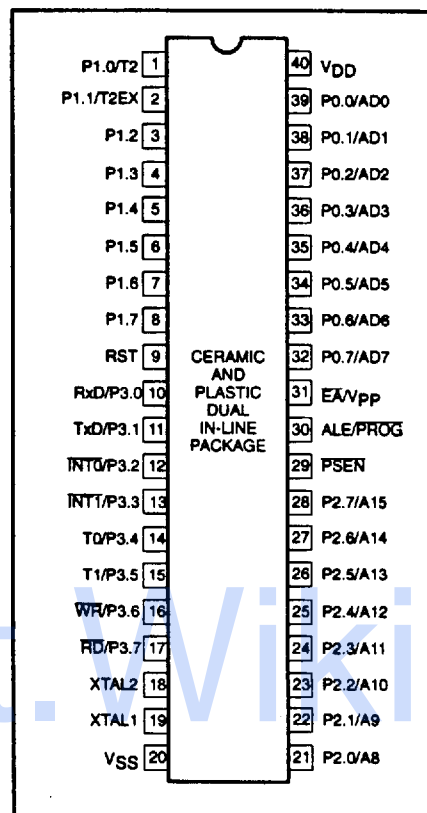 P1.0/T2 1
P1.1/T2EX 2
P1.2 3
P1.3 4
P1.4 5
P1.5 6
P1.6 7
P1.7 8
RST 9
RxD/P3.0 10
TxD/P3.1 11
INT0/P3.2 12
INT1/P3.3 13
T0/P3.4 14
T1/P3.5 15
WR/P3.6 16
RD/P3.7 17
XTAL2 18
XTAL1 19
VSS 20
CERAMIC
AND
PLASTIC
DUAL
IN-LINE
PACKAGE
40 VDD
39 P0.0/AD0
38 P0.1/AD1
37 P0.2/AD2
36 P0.3/AD3
35 P0.4/AD4
34 P0.5/AD5
33 P0.6/AD6
32 P0.7/AD7
31 EA/VPP
30 ALE/PROG
29 PSEN
28 P2.7/A15
27 P2.6/A14
26 P2.5/A13
25 P2.4/A12
24 P2.3/A11
23 P2.2/A10
22 P2.1/A9
21 P2.0/A8
t.Wiki